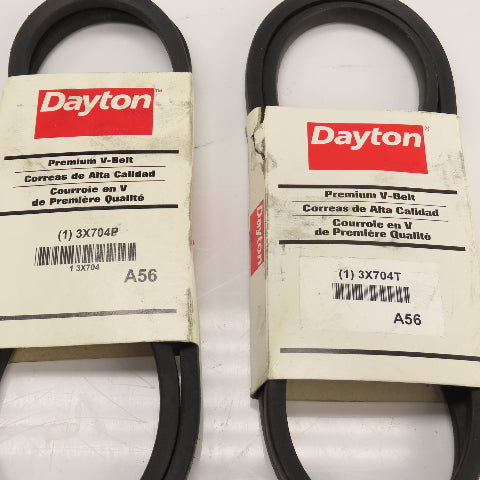 Dayton™
Premium V-Belt
Correas de Alta Calidad
Courroie en V
de Première Qualité
(1) 3X704P
1 3X704
A56
Dayton®
Premium V-Belt
Correas de Alta Calidad
Courroie en V
de Première Qualité
(1) 3X704T
A56
Dayton